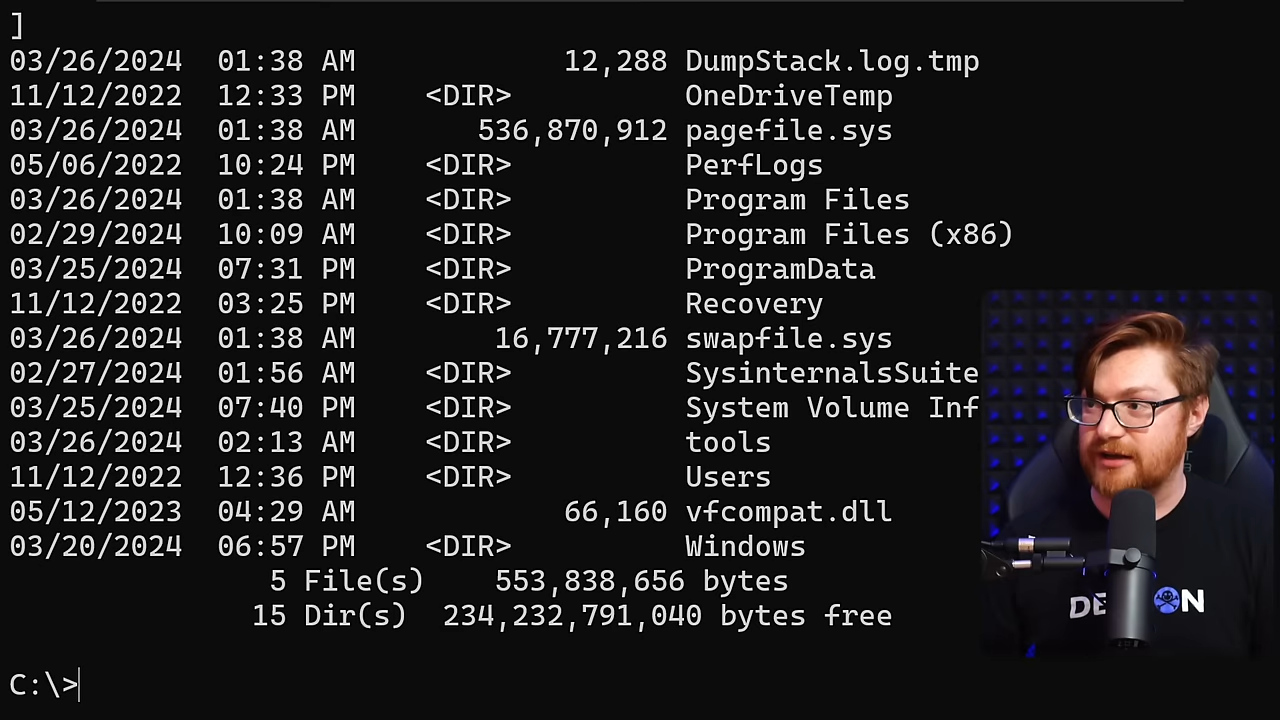 ]
03/26/2024  01:38 AM            12,288 DumpStack.log.tmp
11/12/2022  12:33 PM    <DIR>          OneDriveTemp
03/26/2024  01:38 AM       536,870,912 pagefile.sys
05/06/2022  10:24 PM    <DIR>          PerfLogs
03/26/2024  01:38 AM    <DIR>          Program Files
02/29/2024  10:09 AM    <DIR>          Program Files (x86)
03/25/2024  07:31 PM    <DIR>          ProgramData
11/12/2022  03:25 PM    <DIR>          Recovery
03/26/2024  01:38 AM        16,777,216 swapfile.sys
02/27/2024  01:56 AM    <DIR>          SysinternalsSuite
03/25/2024  07:40 PM    <DIR>          System Volume Inf
03/26/2024  02:13 AM    <DIR>          tools
11/12/2022  12:36 PM    <DIR>          Users
05/12/2023  04:29 AM            66,160 vfcompat.dll
03/20/2024  06:57 PM    <DIR>          Windows
               5 File(s)    553,838,656 bytes
              15 Dir(s)  234,232,791,040 bytes free
C:\>